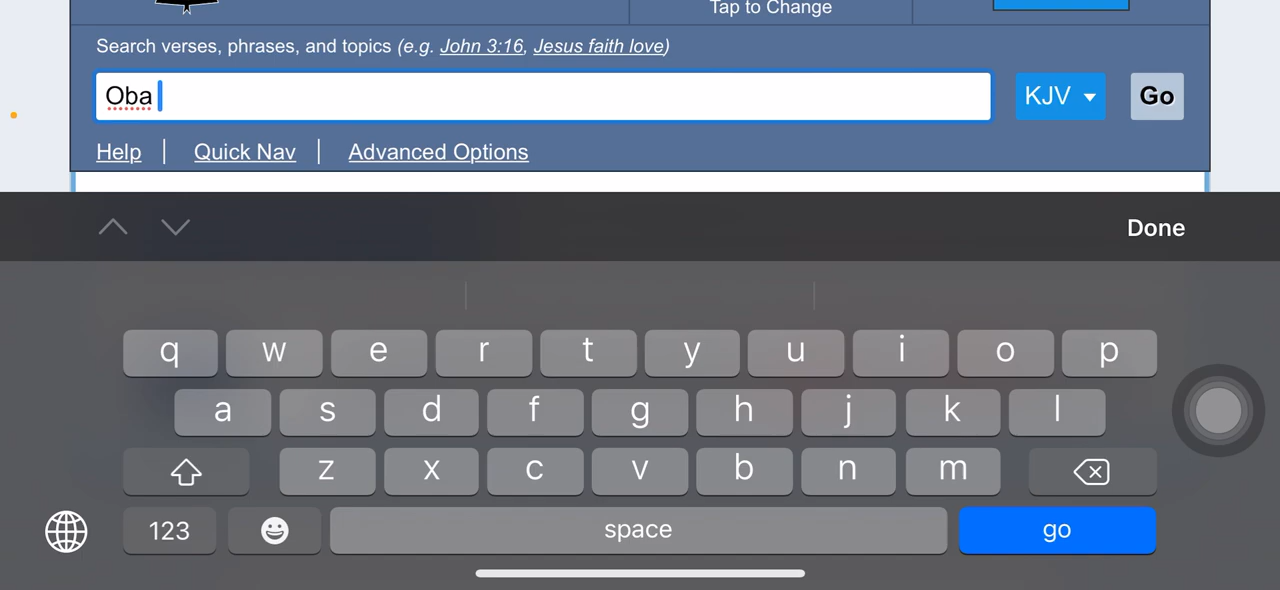 Tap to Change
Search verses, phrases, and topics (e.g. John 3:16, Jesus faith love)
Oba KJV Go
Help Quick Nav Advanced Options
Done
q w e r t y u i o p
a s d f g h j k l
z x c v b n m
123 space go